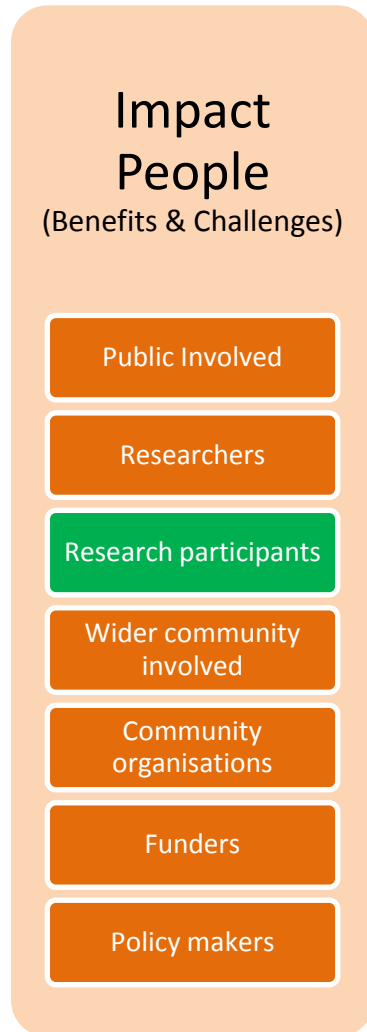 Impact
People
(Benefits & Challenges)
Public Involved
Researchers
Research participants
Wider community
involved
Community
organisations
Funders
Policy makers